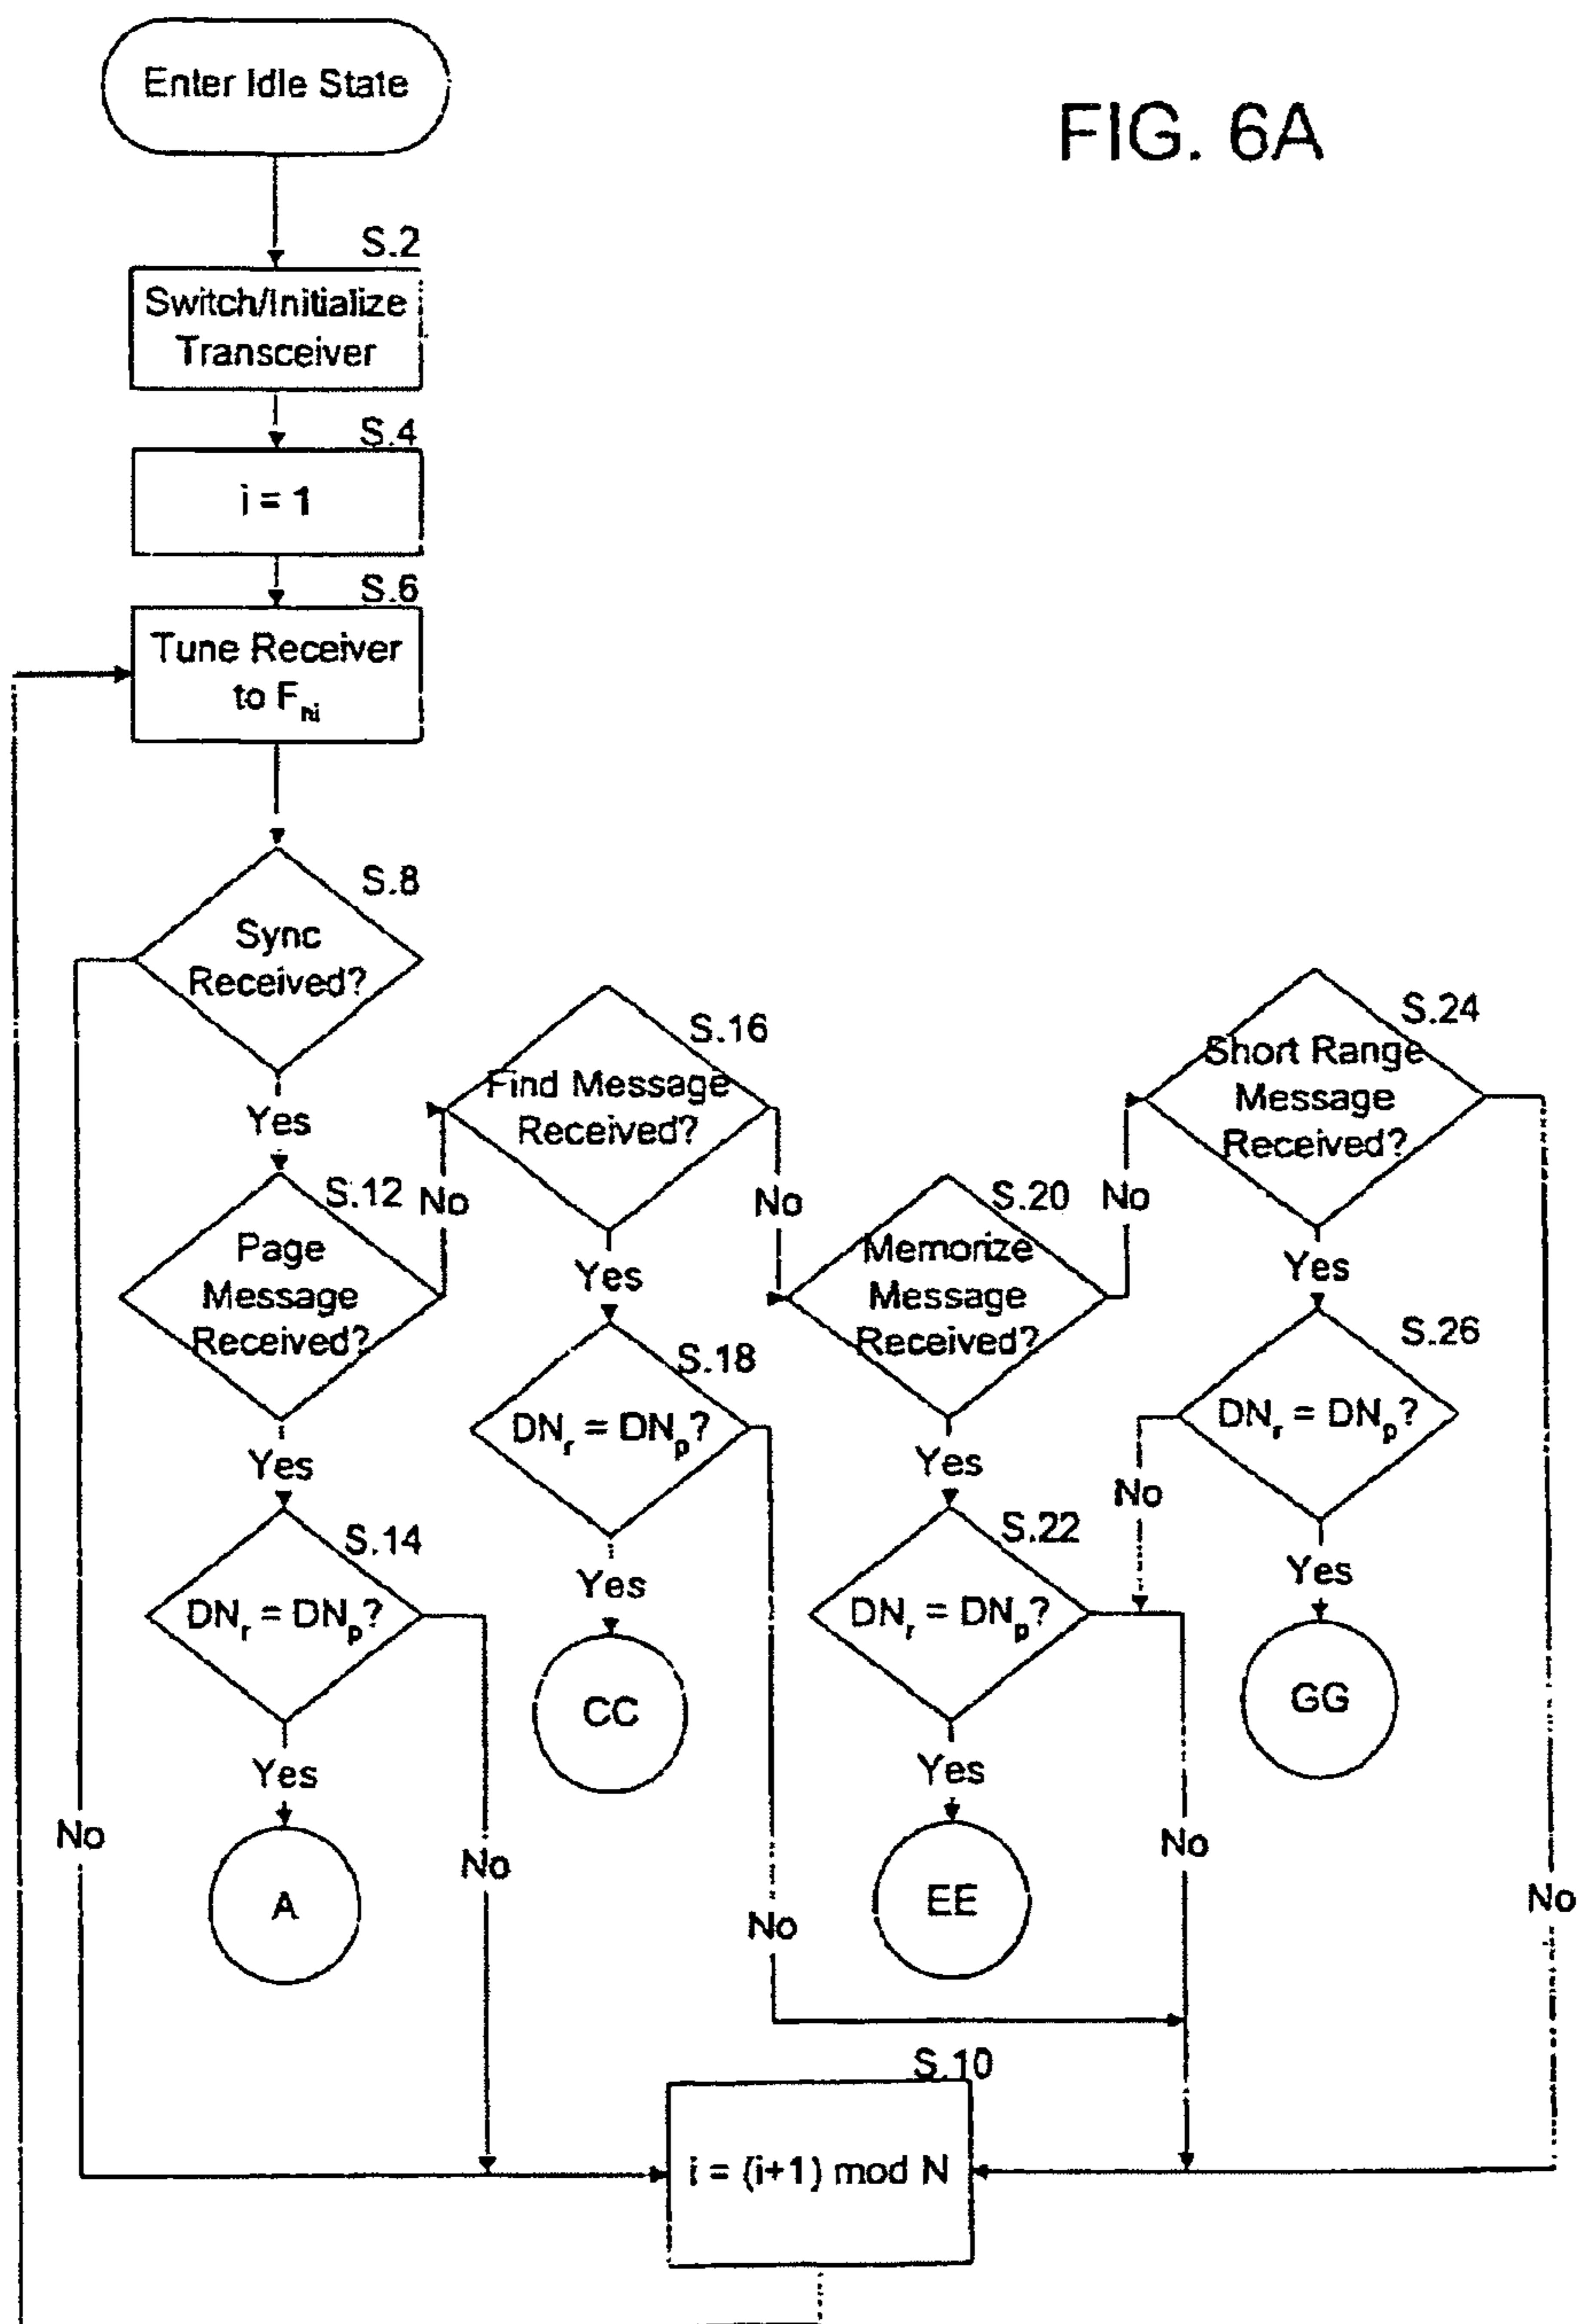 FIG. 6A
Enter Idle State
S.2
Switch/Initialize
Transceiver
S.4
i = 1
S.6
Tune Receiver
to F_hi
S.8
Sync
Received?
No
Yes
S.12
Page
Message
Received?
No
Yes
S.14
DN_r = DN_p?
No
Yes
A
S.16
Find Message
Received?
No
Yes
S.18
DN_r = DN_p?
No
Yes
CC
S.20
Memorize
Message
Received?
No
Yes
S.22
DN_r = DN_p?
No
Yes
EE
S.24
Short Range
Message
Received?
No
Yes
S.26
DN_r = DN_p?
No
Yes
GG
S.10
i = (i+1) mod N